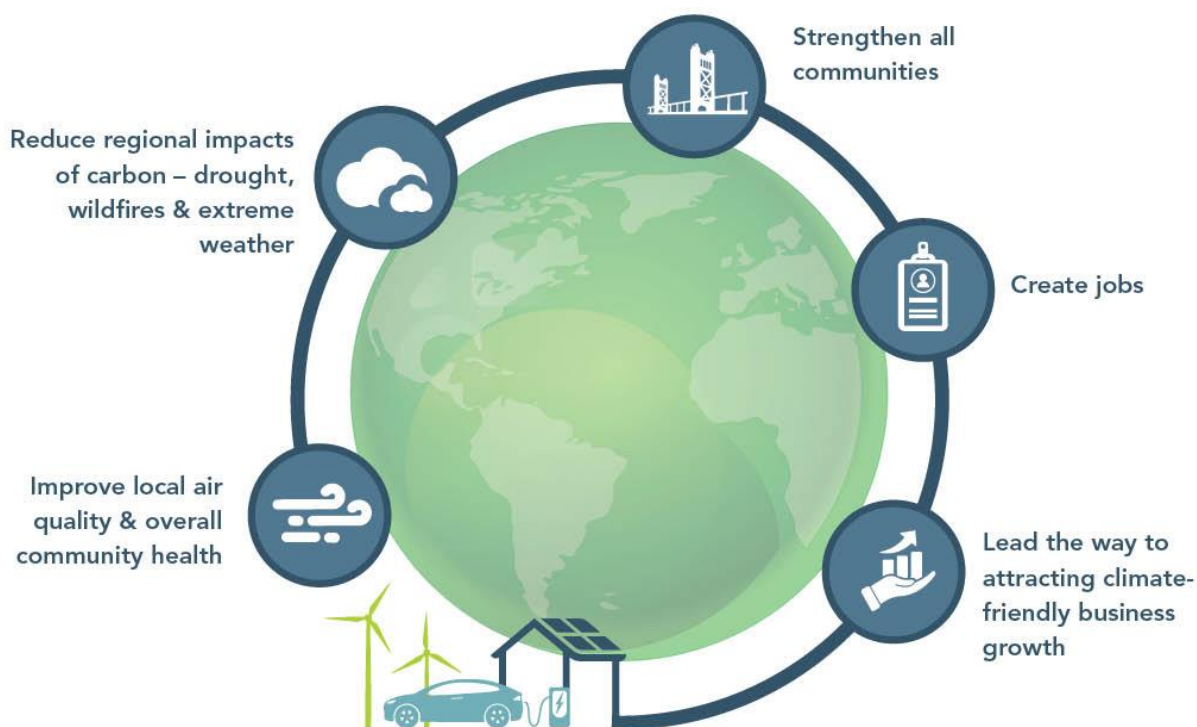 Strengthen all
communities
Reduce regional impacts
of carbon – drought,
wildfires & extreme
weather
Create jobs
Improve local air
quality & overall
community health
Lead the way to
attracting climate-
friendly business
growth